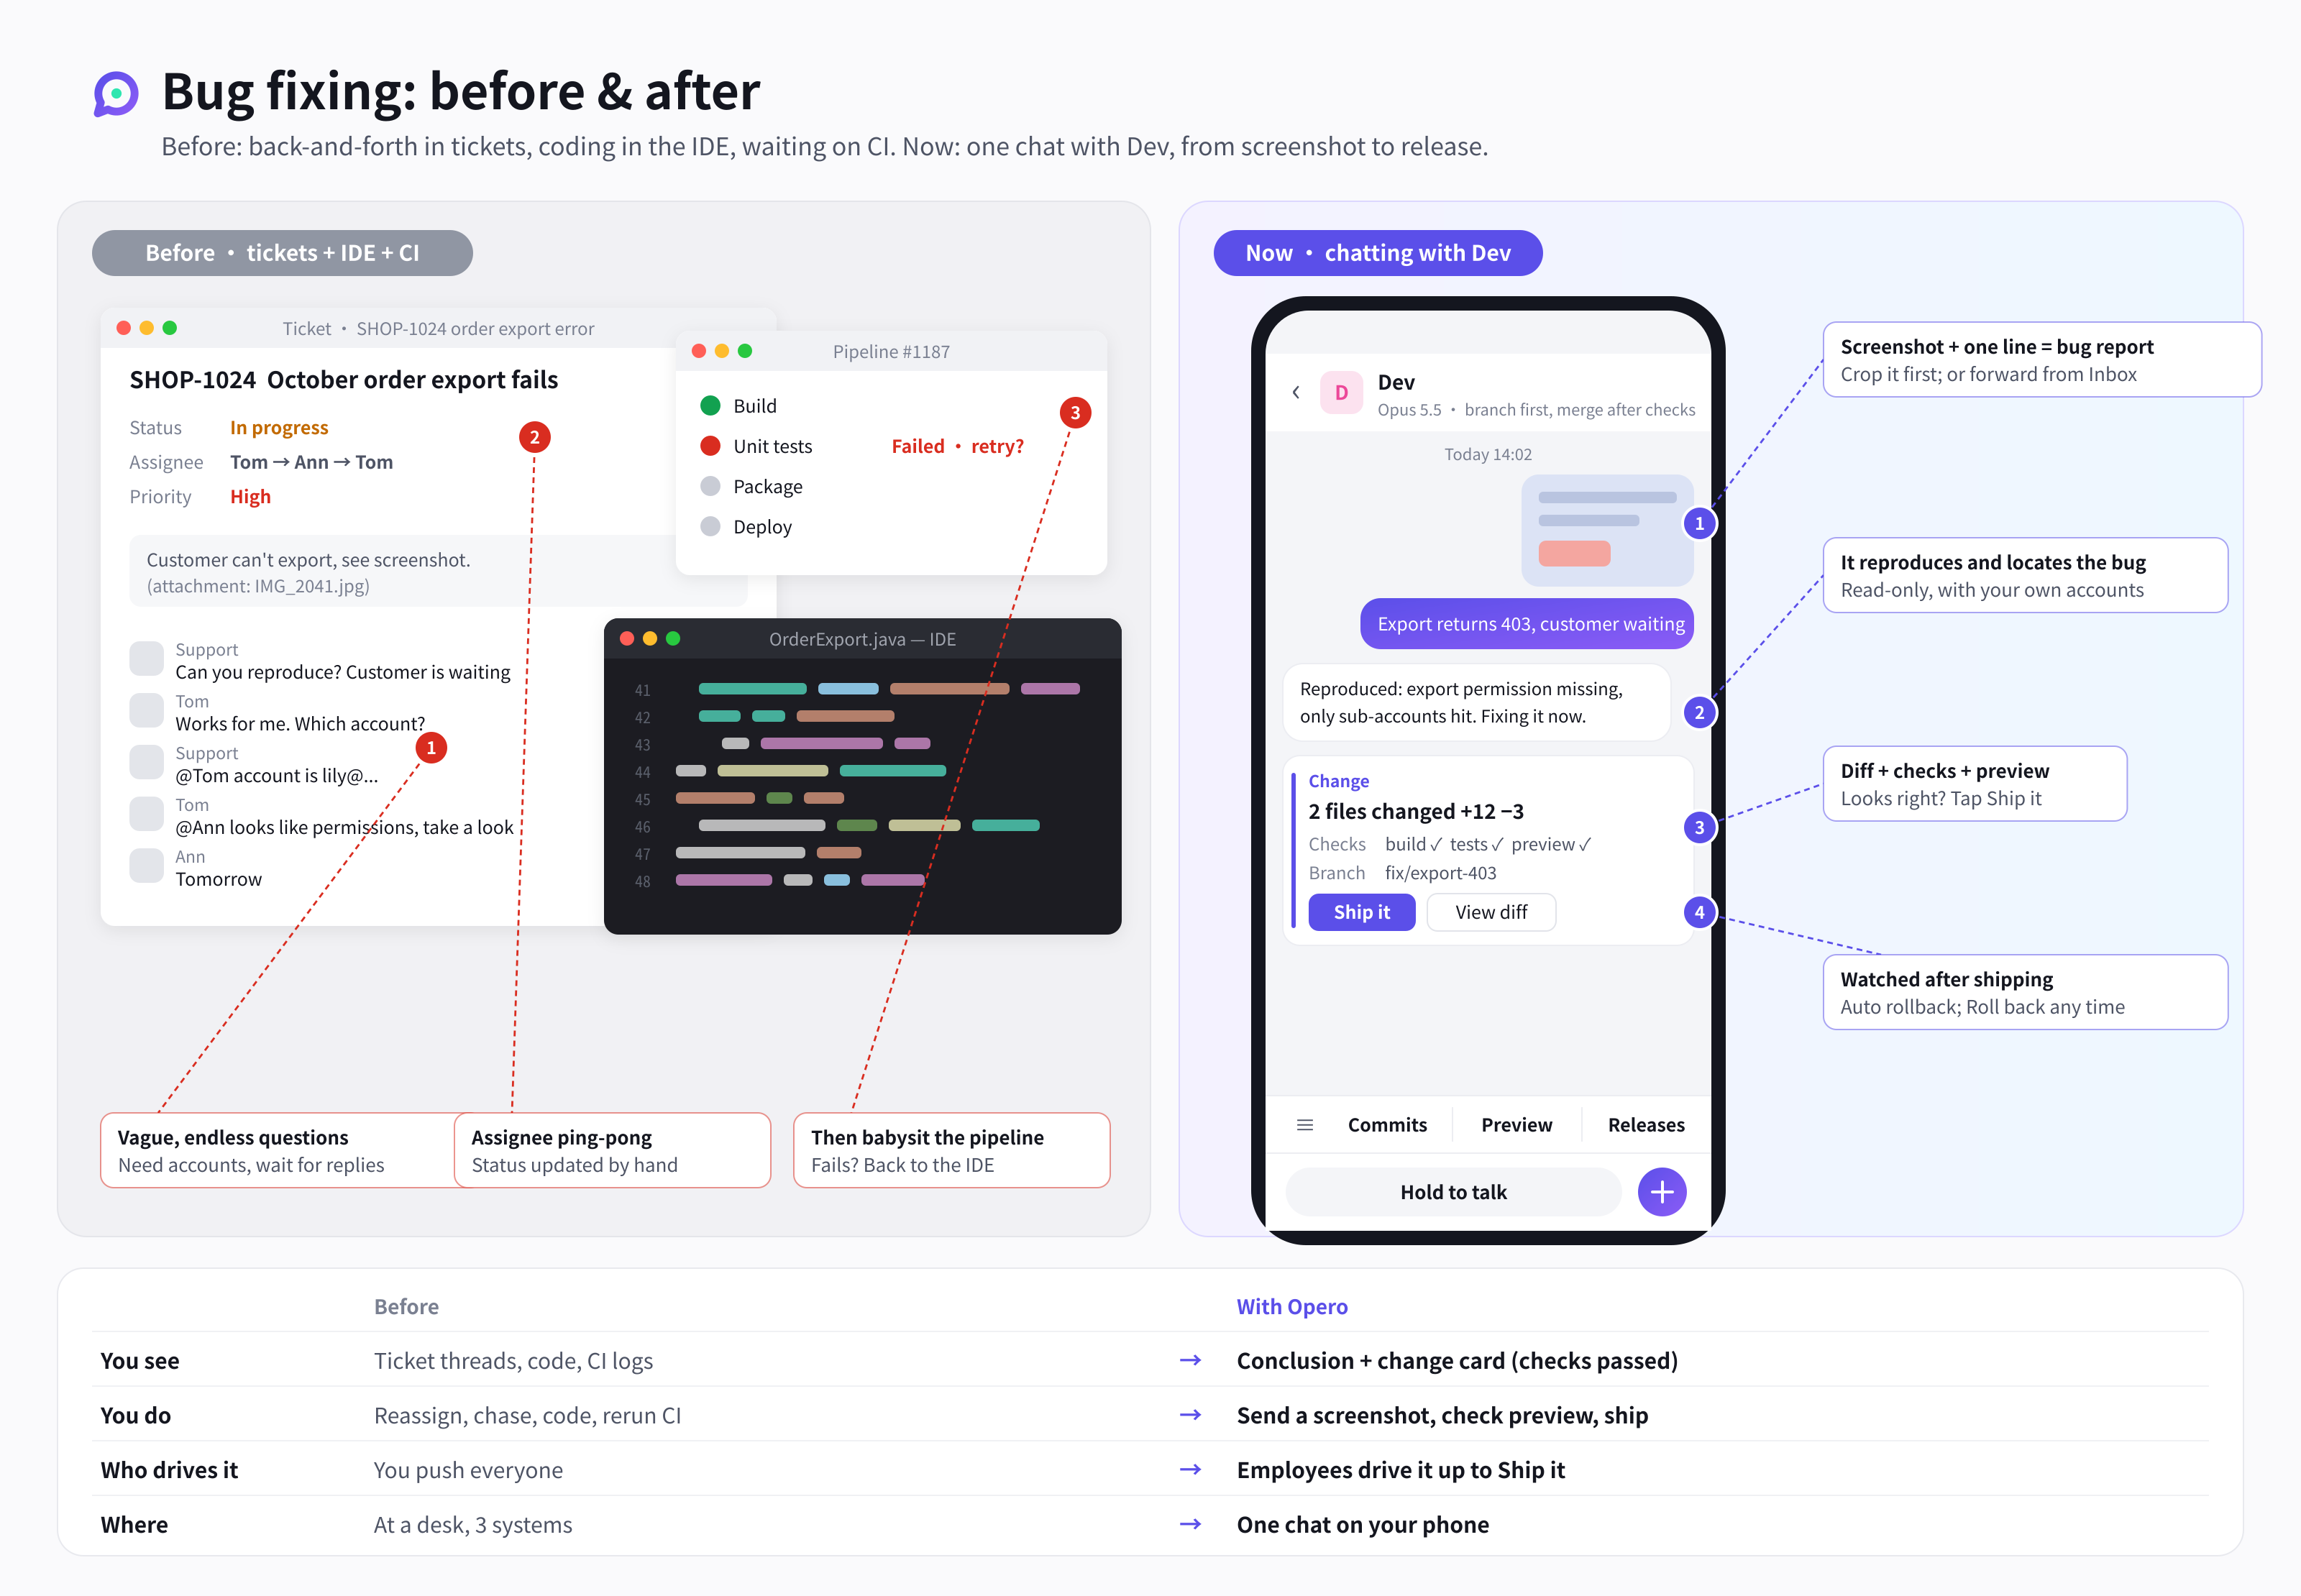 Bug fixing: before & after
Before: back-and-forth in tickets, coding in the IDE, waiting on CI. Now: one chat with Dev, from screenshot to release.
Before · tickets + IDE + CI
Ticket · SHOP-1024 order export error
SHOP-1024 October order export fails
Status In progress
Assignee Tom → Ann → Tom
Priority High
Customer can't export, see screenshot.
(attachment: IMG_2041.jpg)
Support
Can you reproduce? Customer is waiting
Tom
Works for me. Which account?
Support
@Tom account is lily@...
Tom
@Ann looks like permissions, take a look
Ann
Tomorrow
1
2
Pipeline #1187
Build
Unit tests Failed · retry?
Package
Deploy
3
OrderExport.java — IDE
41
42
43
44
45
46
47
48
Vague, endless questions
Need accounts, wait for replies
Assignee ping-pong
Status updated by hand
Then babysit the pipeline
Fails? Back to the IDE
Now · chatting with Dev
‹ D Dev
Opus 5.5 · branch first, merge after checks
Today 14:02
Export returns 403, customer waiting
Reproduced: export permission missing,
only sub-accounts hit. Fixing it now.
Change
2 files changed +12 −3
Checks build ✓ tests ✓ preview ✓
Branch fix/export-403
Ship it View diff
Commits Preview Releases
Hold to talk
1
Screenshot + one line = bug report
Crop it first; or forward from Inbox
2
It reproduces and locates the bug
Read-only, with your own accounts
3
Diff + checks + preview
Looks right? Tap Ship it
4
Watched after shipping
Auto rollback; Roll back any time
Before With Opero
You see Ticket threads, code, CI logs → Conclusion + change card (checks passed)
You do Reassign, chase, code, rerun CI → Send a screenshot, check preview, ship
Who drives it You push everyone → Employees drive it up to Ship it
Where At a desk, 3 systems → One chat on your phone